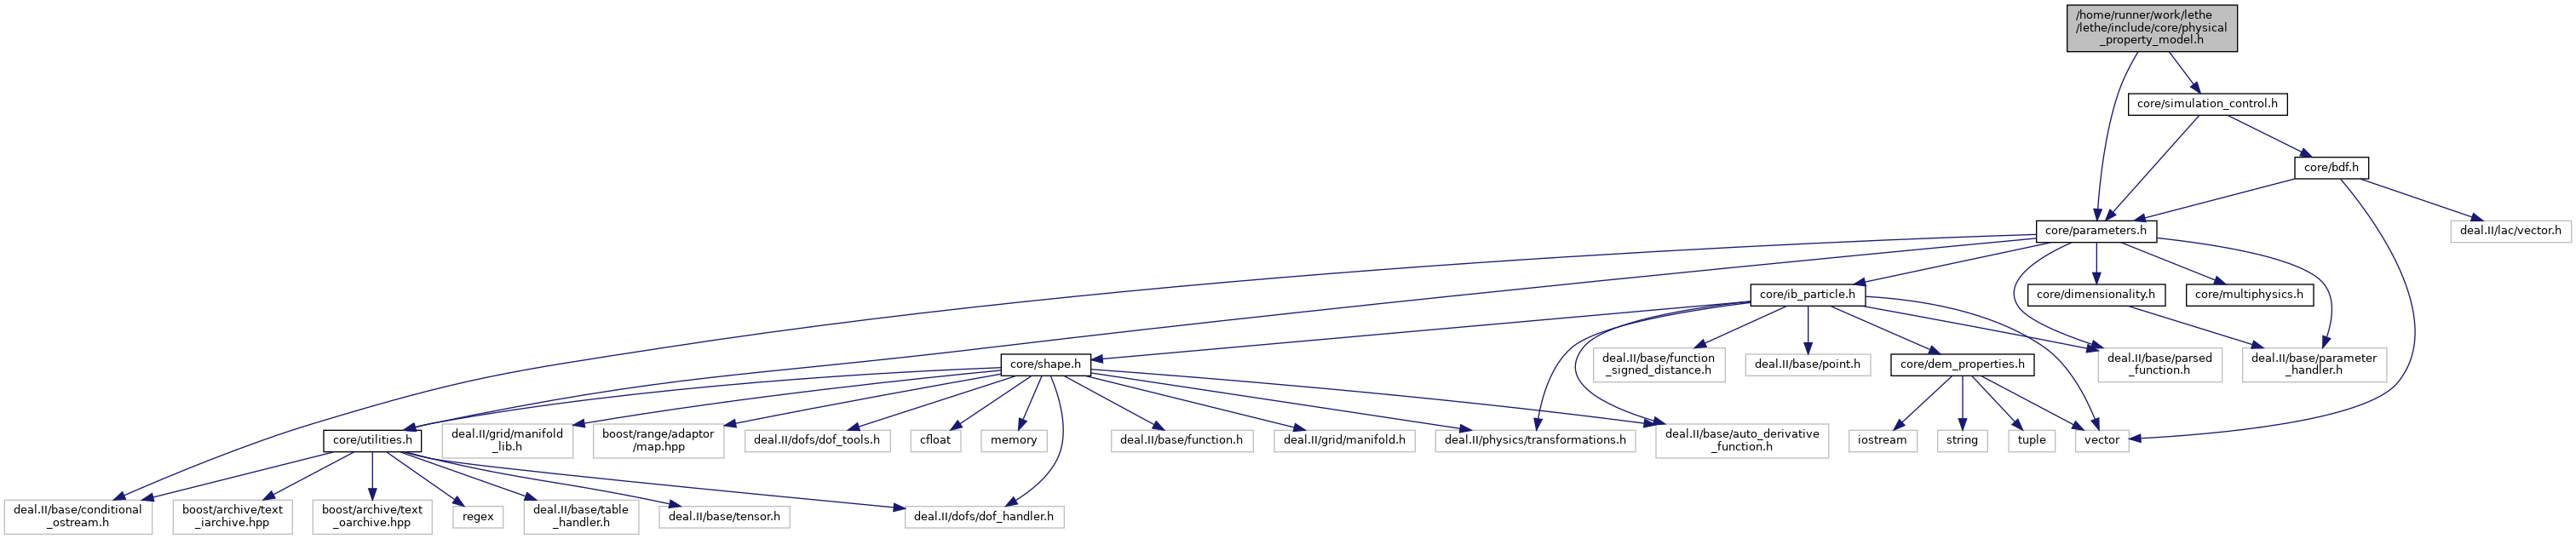 /home/runner/work/lethe
/lethe/include/core/physical
_property_model.h
core/simulation_control.h
core/bdf.h
core/parameters.h
deal.II/lac/vector.h
core/ib_particle.h
core/dimensionality.h
core/multiphysics.h
core/shape.h
deal.II/base/function
_signed_distance.h
deal.II/base/point.h
core/dem_properties.h
deal.II/base/parsed
_function.h
deal.II/base/parameter
_handler.h
core/utilities.h
deal.II/grid/manifold
_lib.h
boost/range/adaptor
/map.hpp
deal.II/dofs/dof_tools.h
cfloat
memory
deal.II/base/function.h
deal.II/grid/manifold.h
deal.II/physics/transformations.h
deal.II/base/auto_derivative
_function.h
iostream
string
tuple
vector
deal.II/base/conditional
_ostream.h
boost/archive/text
_iarchive.hpp
boost/archive/text
_oarchive.hpp
regex
deal.II/base/table
_handler.h
deal.II/base/tensor.h
deal.II/dofs/dof_handler.h